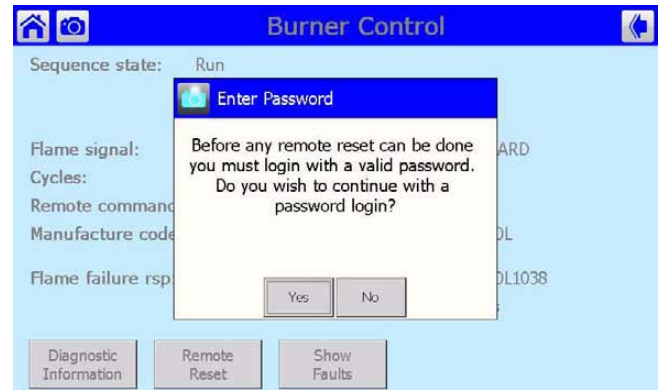 Burner Control
Sequence state: Run
Enter Password
Before any remote reset can be done
you must login with a valid password.
Do you wish to continue with a
password login?
Flame signal:
ARD
Cycles:
Remote command
Manufacture code
OL
Flame failure rsp
OL1038
Yes No
Diagnostic
Information
Remote
Reset
Show
Faults